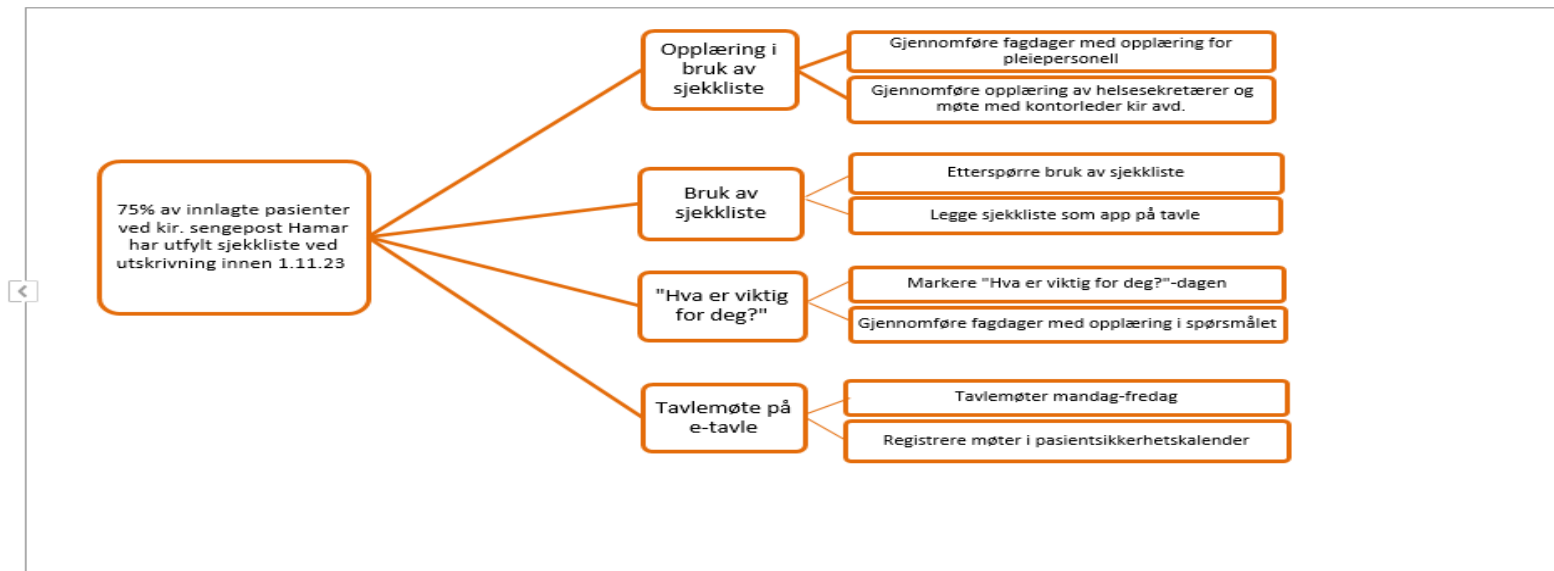 75% av innlagte pasienter
ved kir. sengepost Hamar
har utfylt sjekkliste ved
utskrivning innen 1.11.23
Opplæring i
bruk av
sjekkliste
Gjennomføre fagdager med opplæring for
pleiepersonell
Gjennomføre opplæring av helsesekretærer og
møte med kontorleder kir avd.
Bruk av
sjekkliste
Etterspørre bruk av sjekkliste
Legge sjekkliste som app på tavle
"Hva er viktig
for deg?"
Markere "Hva er viktig for deg?"-dagen
Gjennomføre fagdager med opplæring i spørsmålet
Tavlemøte på
e-tavle
Tavlemøter mandag-fredag
Registrere møter i pasientsikkerhetskalender